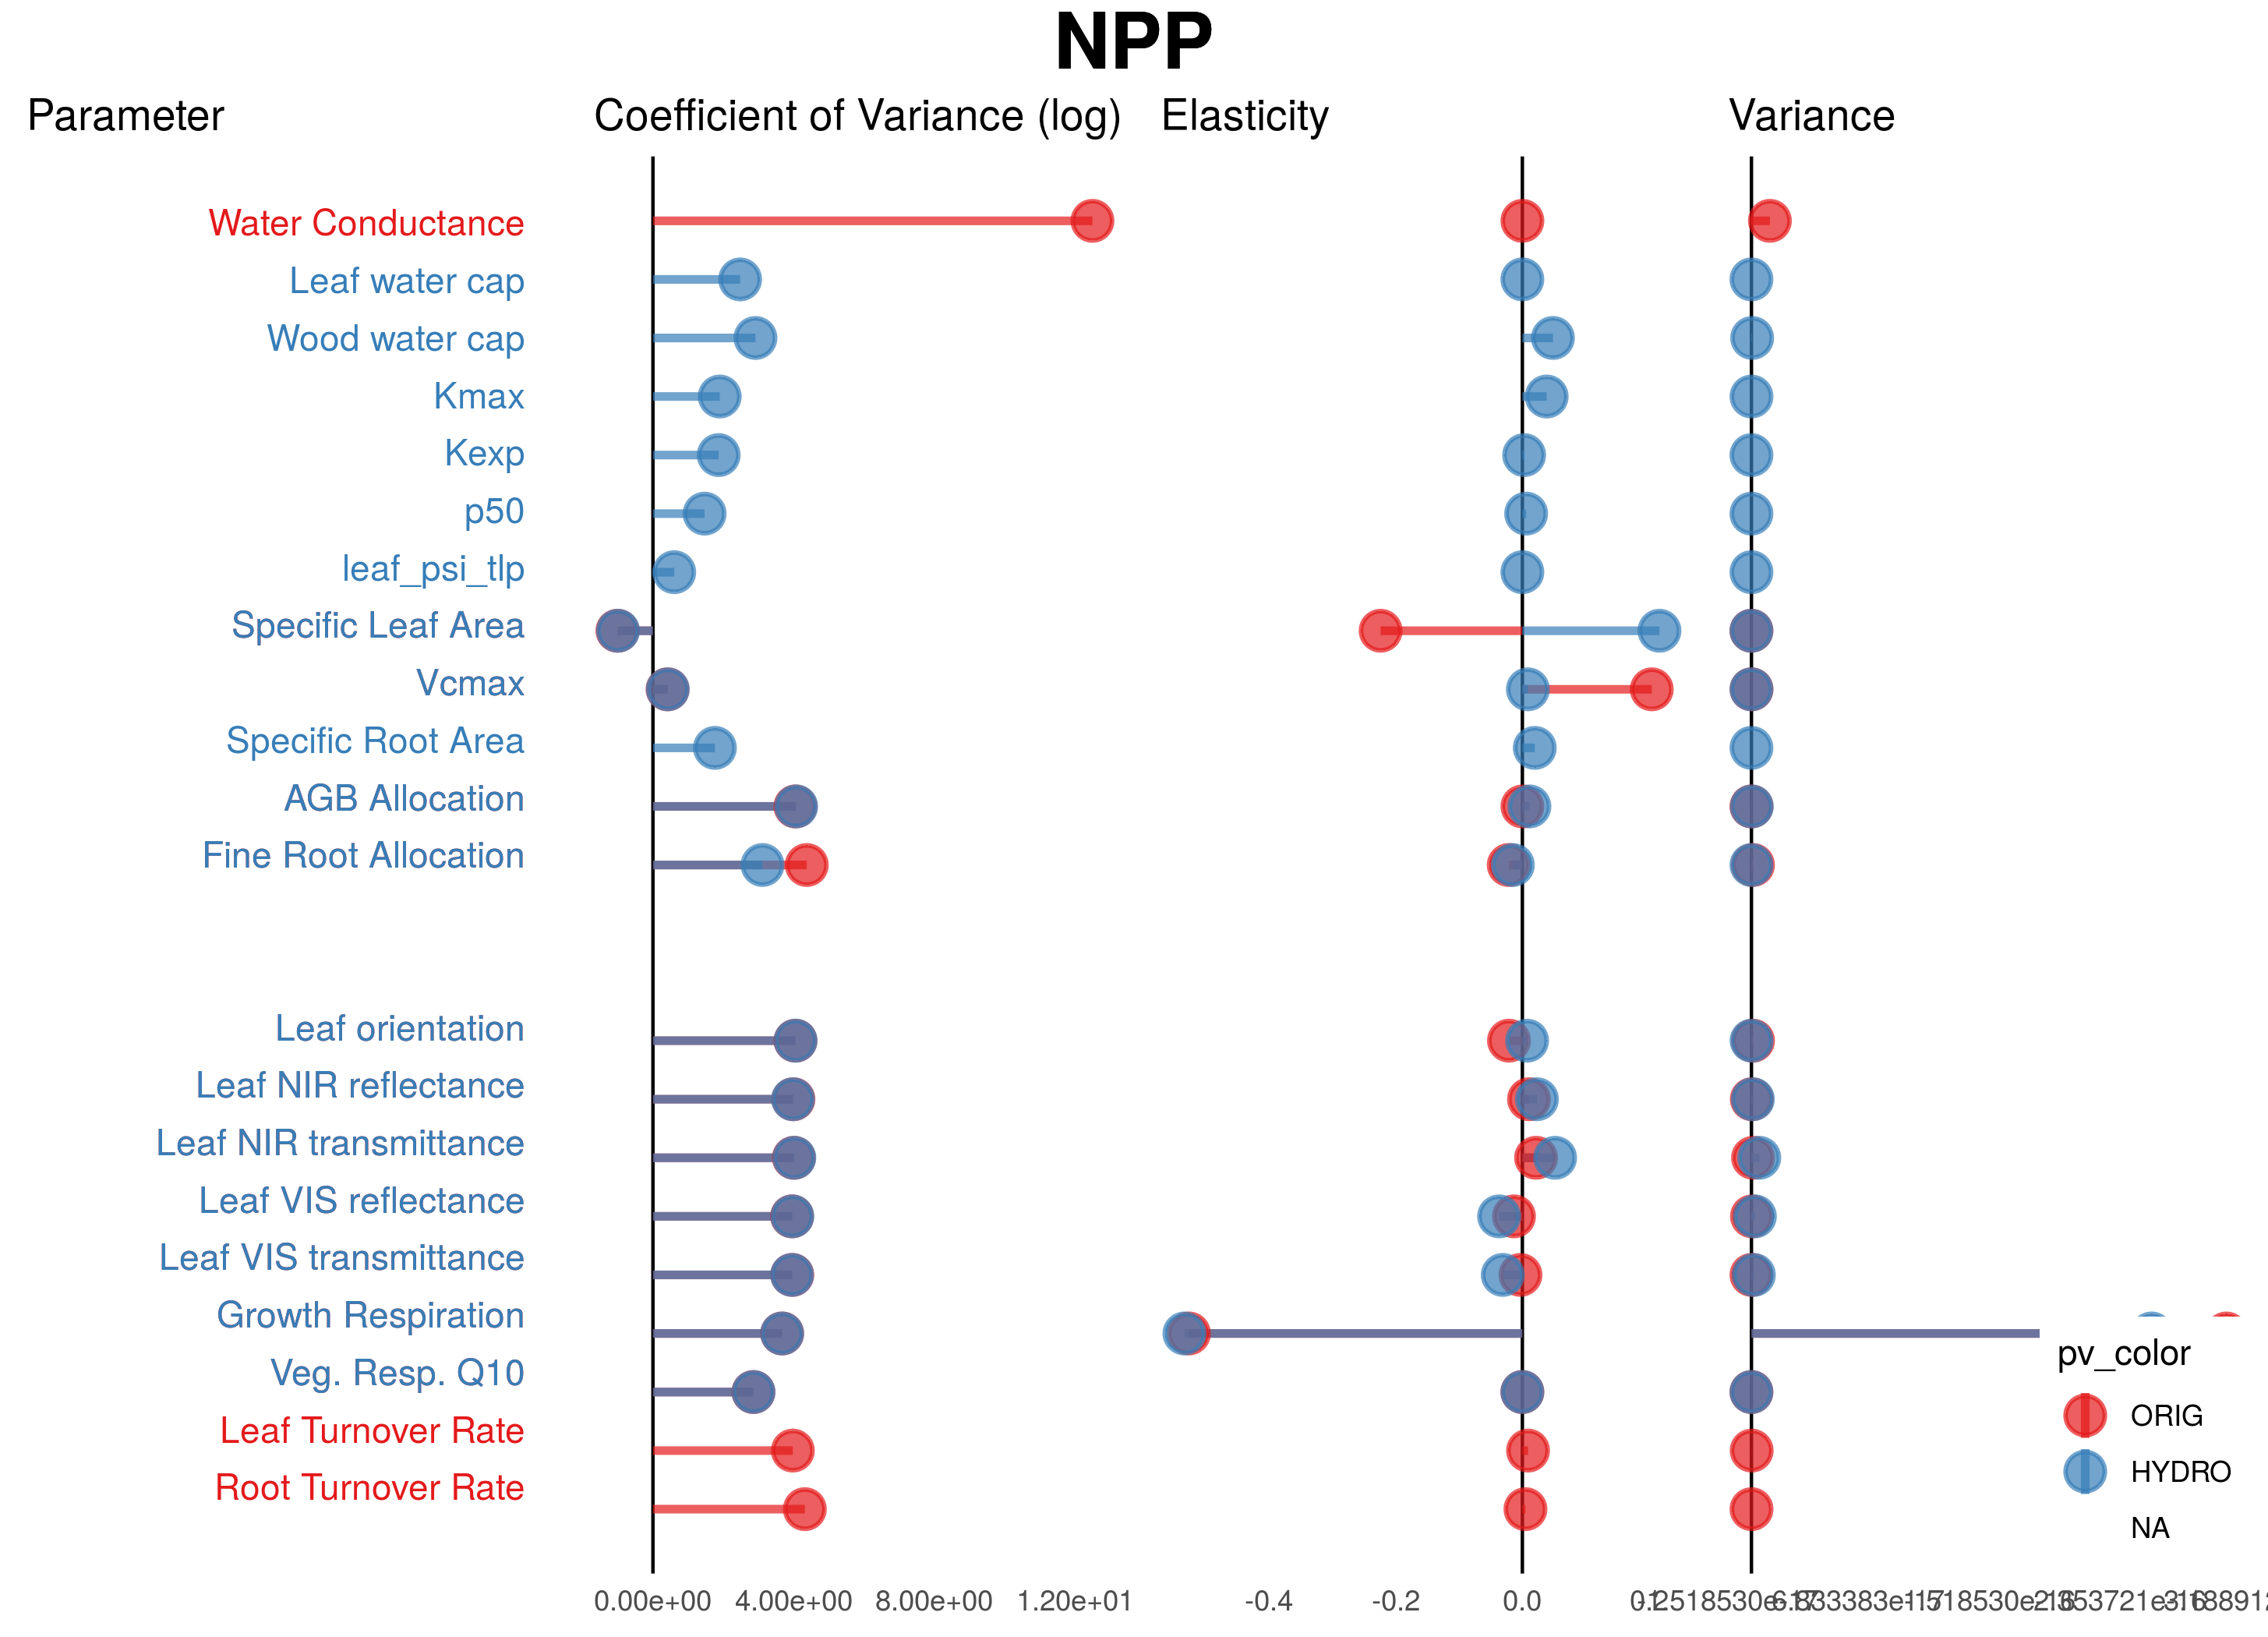 NPP
Parameter Coefficient of Variance (log) Elasticity Variance
Water Conductance
Leaf water cap
Wood water cap
Kmax
Kexp
p50
leaf_psi_tlp
Specific Leaf Area
Vcmax
Specific Root Area
AGB Allocation
Fine Root Allocation
Leaf orientation
Leaf NIR reflectance
Leaf NIR transmittance
Leaf VIS reflectance
Leaf VIS transmittance
Growth Respiration
Veg. Resp. Q10
Leaf Turnover Rate
Root Turnover Rate
pv_color
ORIG
HYDRO
NA
0.00e+00 4.00e+00 8.00e+00 1.20e+01 -0.4 -0.2 0.0